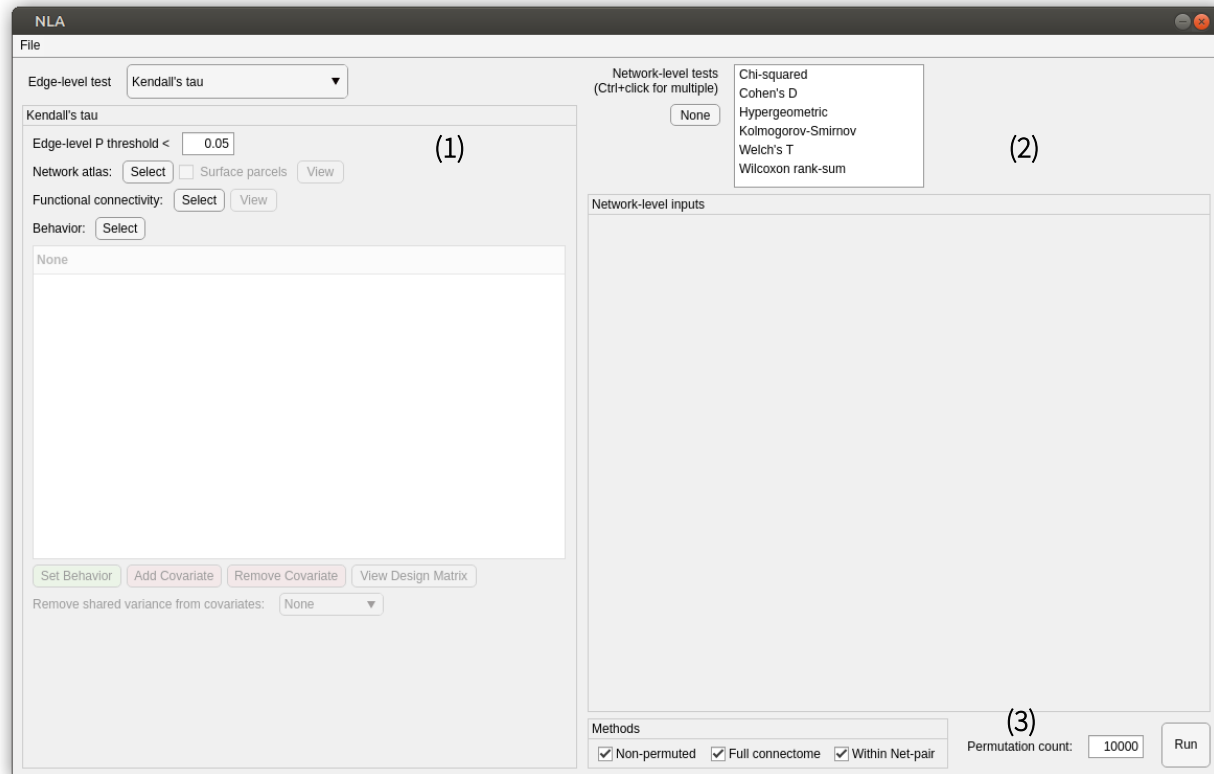 NLA
File
Edge-level test Kendall's tau
Kendall's tau
Edge-level P threshold < 0.05
(1)
Network atlas: Select Surface parcels View
Functional connectivity: Select View
Behavior: Select
None
Set Behavior Add Covariate Remove Covariate View Design Matrix
Remove shared variance from covariates: None
Network-level tests
(Ctrl+click for multiple)
None
Chi-squared
Cohen's D
Hypergeometric
Kolmogorov-Smirnov
Welch's T
Wilcoxon rank-sum
(2)
Network-level inputs
Methods
Non-permuted Full connectome Within Net-pair
(3)
Permutation count: 10000 Run